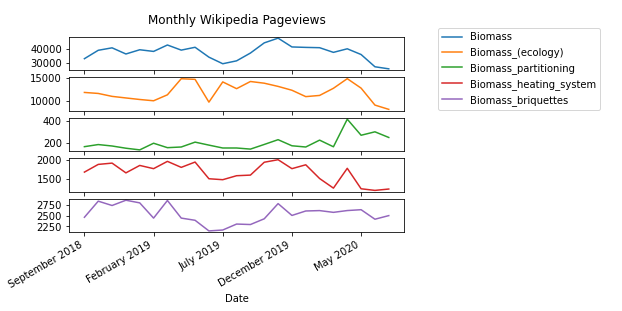 Monthly Wikipedia Pageviews
Biomass
Biomass_(ecology)
Biomass_partitioning
Biomass_heating_system
Biomass_briquettes
40000
30000
15000
10000
400
200
2000
1500
2750
2500
2250
September 2018
February 2019
July 2019
December 2019
May 2020
Date